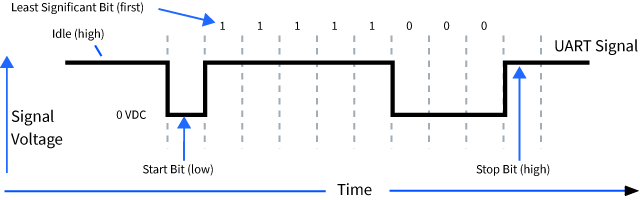 Least Significant Bit (first)
1 1 1 1 1 0 0 0
Idle (high)
UART Signal
Signal
Voltage
0 VDC
Start Bit (low)
Stop Bit (high)
Time